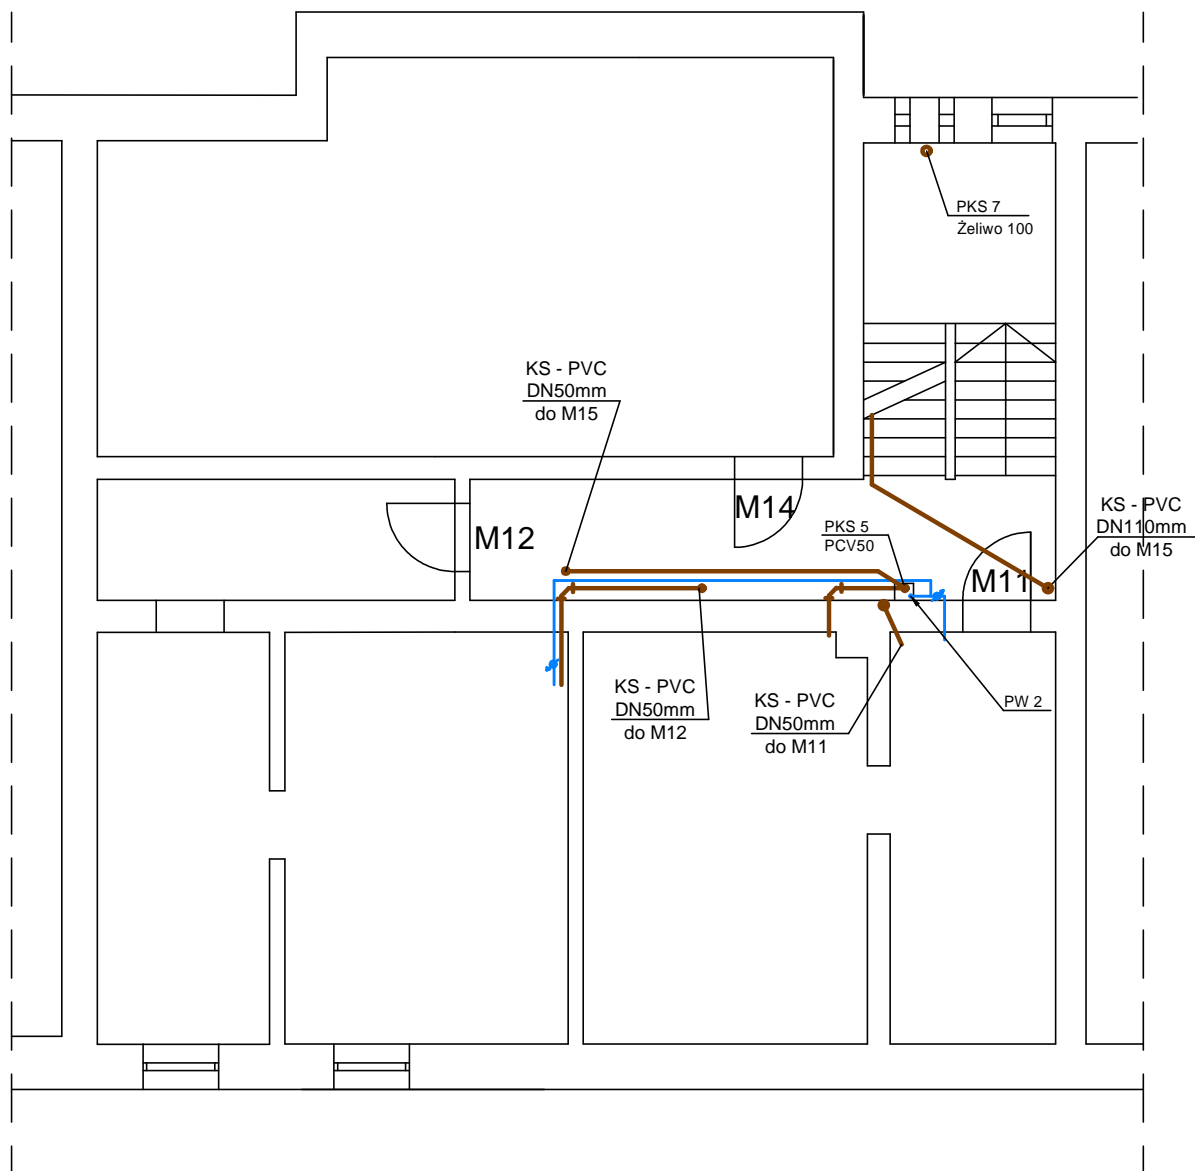 PKS 7
Żeliwo 100
KS - PVC
DN50mm
do M15
M14
M12
PKS 5
PCV50
KS - PVC
DN110mm
do M15
M11
KS - PVC
DN50mm
do M12
KS - PVC
DN50mm
do M11
PW 2